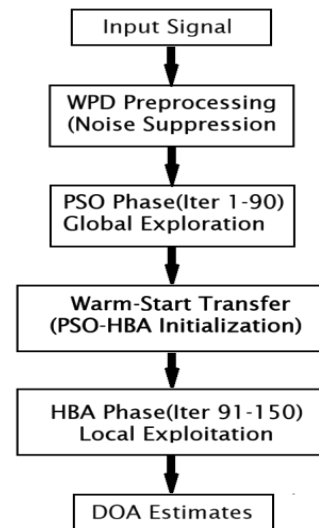 Input Signal
WPD Preprocessing
(Noise Suppression
PSO Phase(Iter 1-90)
Global Exploration
Warm-Start Transfer
(PSO-HBA Initialization)
HBA Phase(Iter 91-150)
Local Exploitation
DOA Estimates